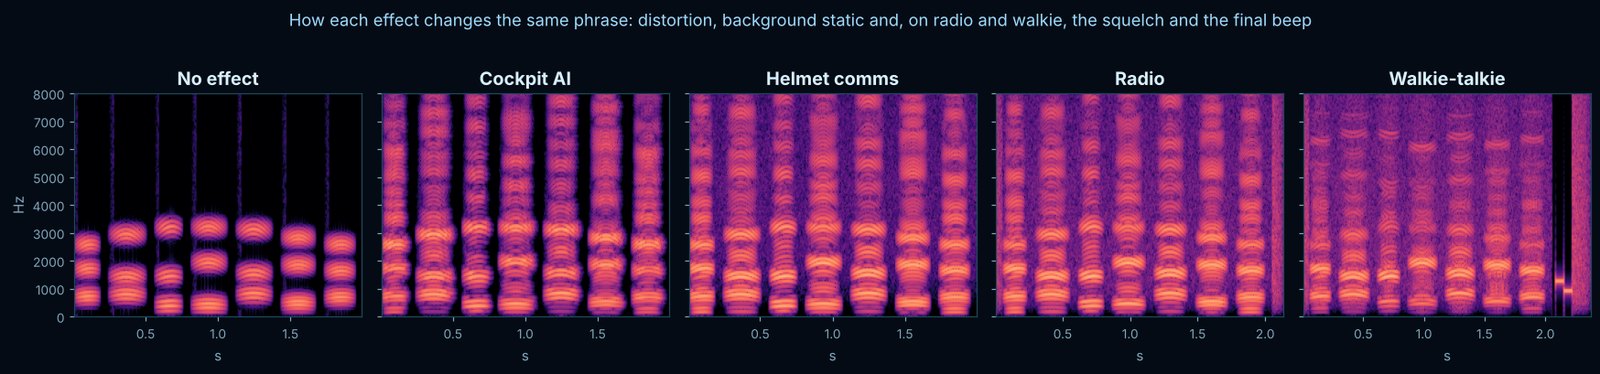 How each effect changes the same phrase: distortion, background static and, on radio and walkie, the squelch and the final beep
No effect
Cockpit AI
Helmet comms
Radio
Walkie-talkie
Hz
8000
7000
6000
5000
4000
3000
2000
1000
0
0.5 1.0 1.5
0.5 1.0 1.5
0.5 1.0 1.5
0.5 1.0 1.5 2.0
0.5 1.0 1.5 2.0
s
s
s
s
s